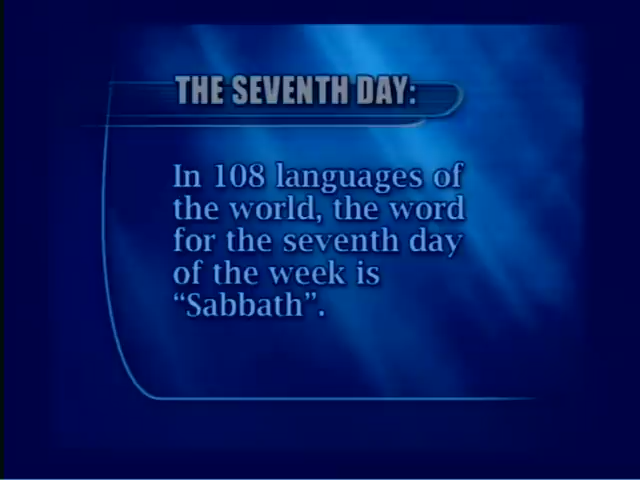 THE SEVENTH DAY:
In 108 languages of
the world, the word
for the seventh day
of the week is
“Sabbath”.